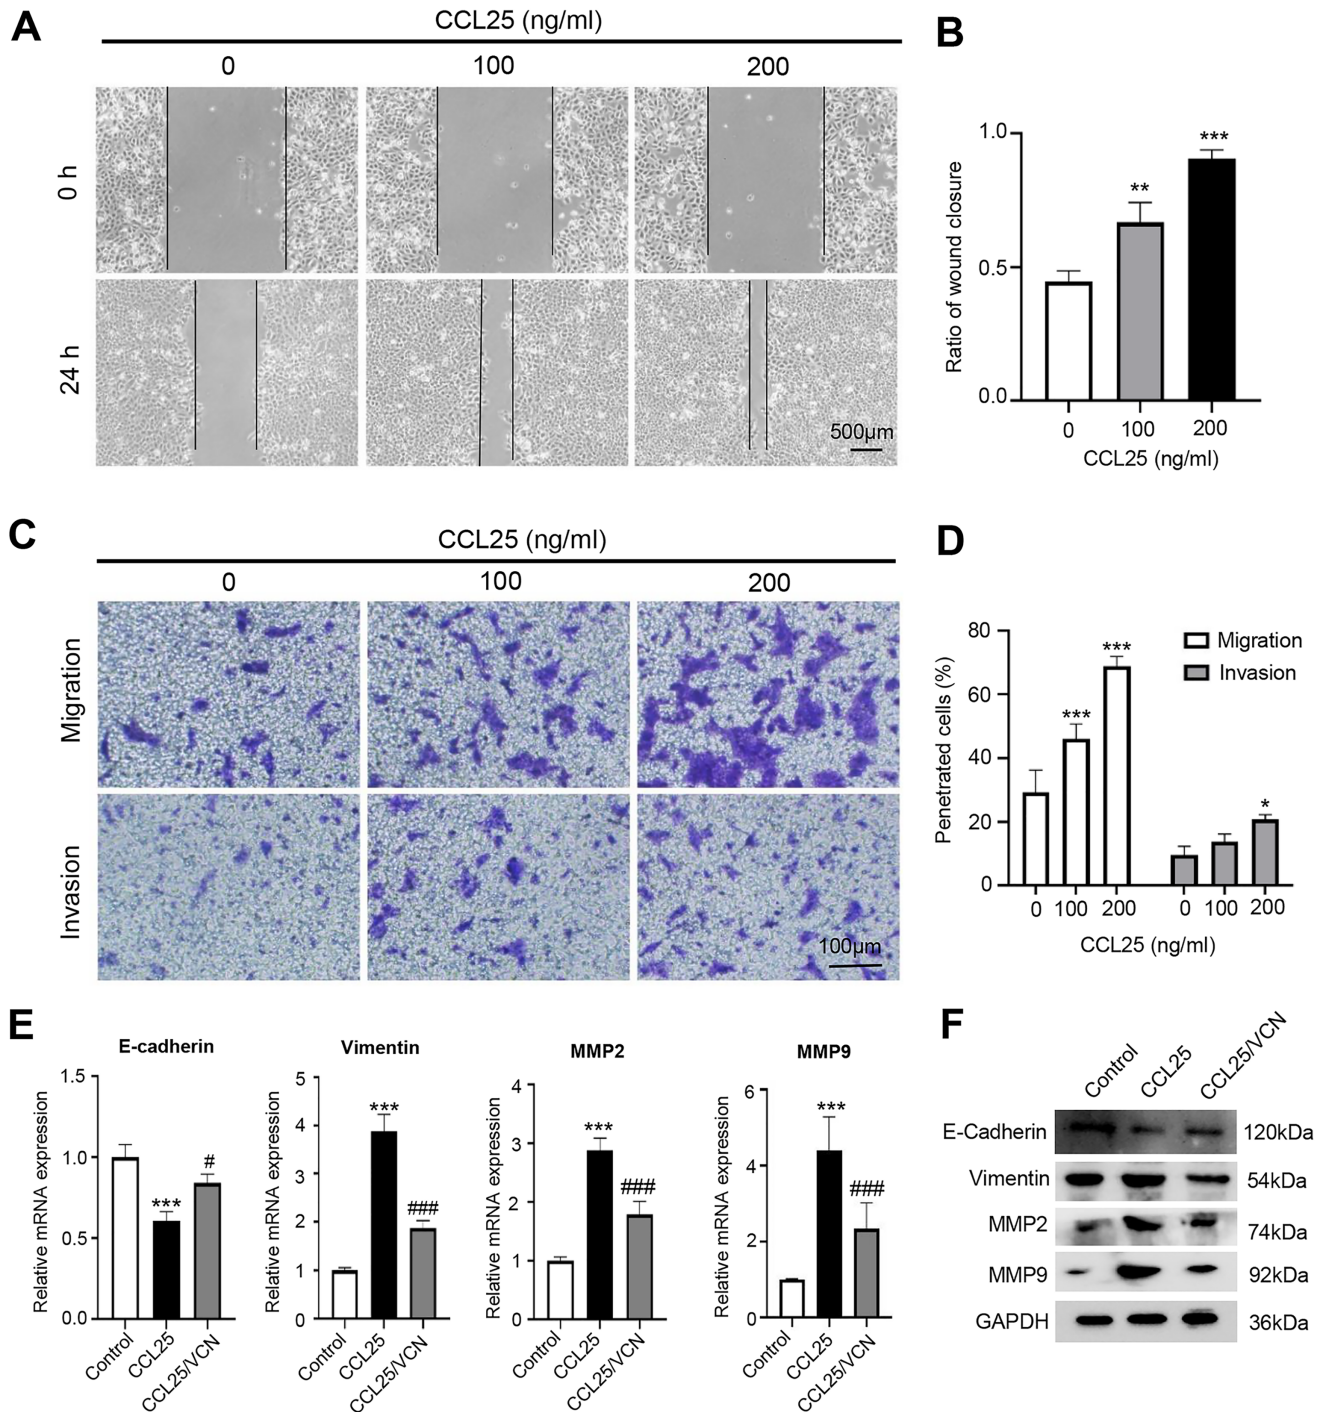 A
CCL25 (ng/ml)
0 100 200
0 h
24 h
500μm
B
Ratio of wound closure
1.0
0.5
0.0
**
***
0 100 200
CCL25 (ng/ml)
C
CCL25 (ng/ml)
0 100 200
Migration
Invasion
100μm
D
Penetrated cells (%)
80
60
40
20
0
***
***
*
Migration
Invasion
0 100 200 0 100 200
CCL25 (ng/ml)
E
E-cadherin
Relative mRNA expression
1.5
1.0
0.5
0.0
***
#
Control
CCL25
CCL25/VCN
Vimentin
Relative mRNA expression
5
4
3
2
1
0
***
###
Control
CCL25
CCL25/VCN
MMP2
Relative mRNA expression
4
3
2
1
0
***
###
Control
CCL25
CCL25/VCN
MMP9
Relative mRNA expression
6
4
2
0
***
###
Control
CCL25
CCL25/VCN
F
Control CCL25 CCL25/VCN
E-Cadherin 120kDa
Vimentin 54kDa
MMP2 74kDa
MMP9 92kDa
GAPDH 36kDa